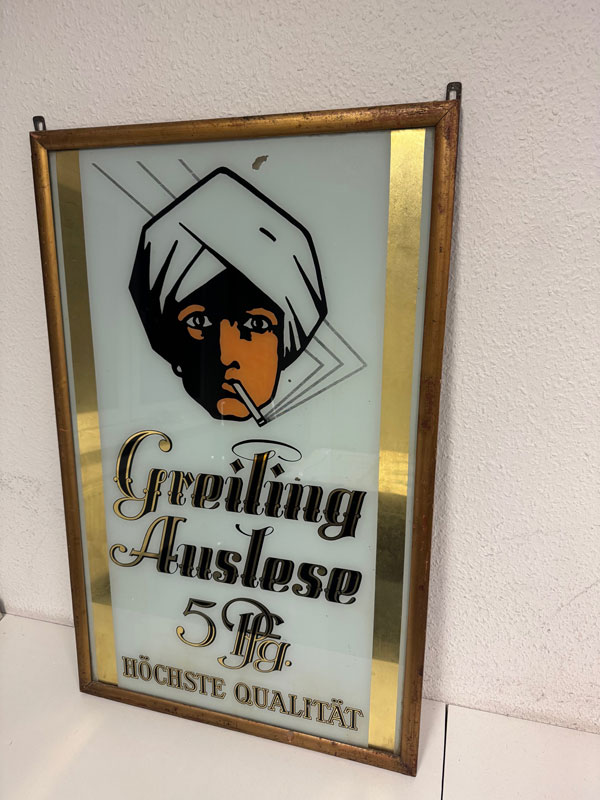 Greiling
Auslese
5 Pfg.
HÖCHSTE QUALITÄT